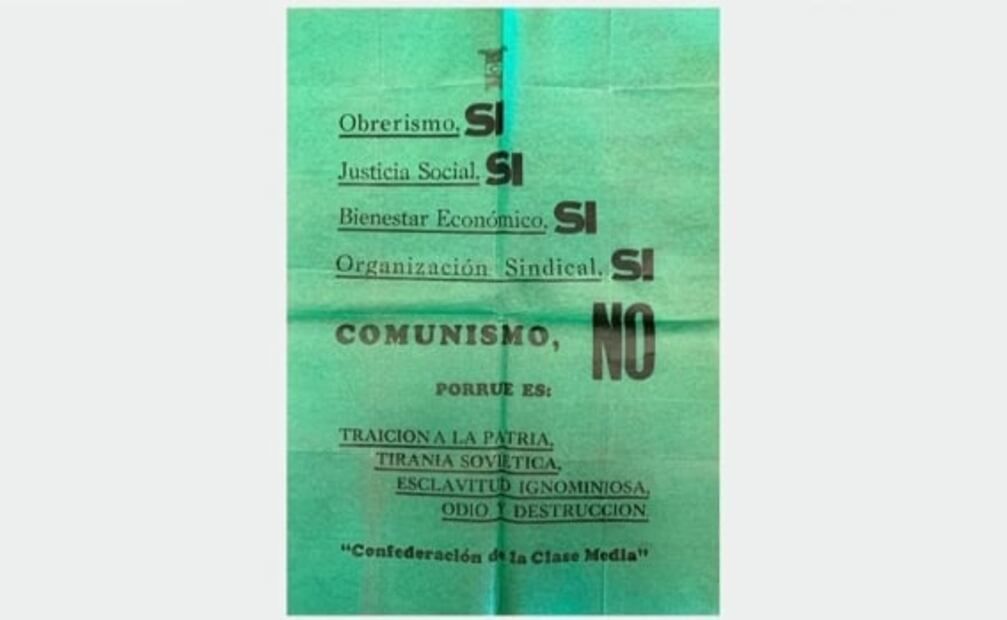 Obrerismo, SI
Justicia Social, SI
Bienestar Económico, SI
Organización Sindical, SI
COMUNISMO, NO
PORRUE ES:
TRAICION A LA PATRIA,
TIRANIA SOVIETICA,
ESCLAVITUD IGNOMINIOSA,
ODIO Y DESTRUCCION.
"Confederación de la Clase Media"